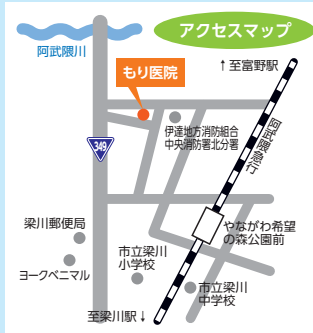 アクセスマップ
阿武隈川
↑至富野駅
もり医院
伊達地方消防組合
中央消防署北分署
阿武隈急行
349
やながわ希望
の森公園前
梁川郵便局
ヨークベニマル
市立梁川
小学校
市立梁川
中学校
至梁川駅↓